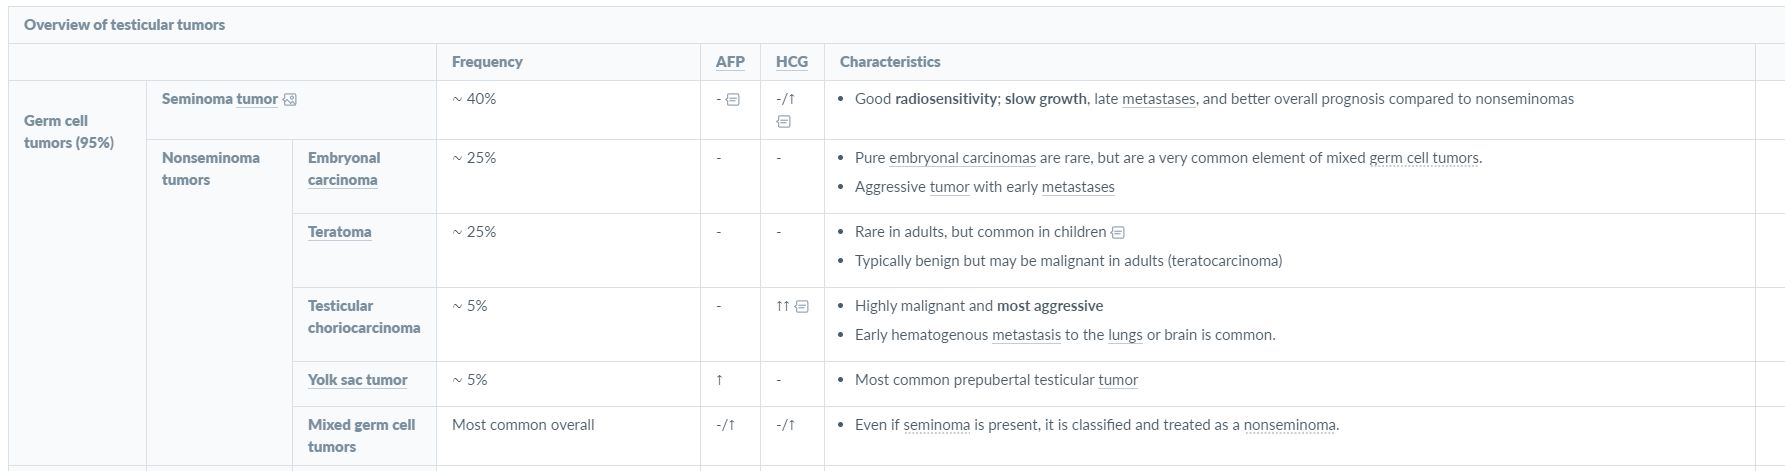 Overview of testicular tumors
Frequency AFP HCG Characteristics
Germ cell
tumors (95%)
Seminoma tumor
~ 40%
-
-/↑
• Good radiosensitivity; slow growth, late metastases, and better overall prognosis compared to nonseminomas
Nonseminoma
tumors
Embryonal
carcinoma
~ 25%
-
-
• Pure embryonal carcinomas are rare, but are a very common element of mixed germ cell tumors.
• Aggressive tumor with early metastases
Teratoma
~ 25%
-
-
• Rare in adults, but common in children
• Typically benign but may be malignant in adults (teratocarcinoma)
Testicular
choriocarcinoma
~ 5%
-
↑↑
• Highly malignant and most aggressive
• Early hematogenous metastasis to the lungs or brain is common.
Yolk sac tumor
~ 5%
↑
-
• Most common prepubertal testicular tumor
Mixed germ cell
tumors
Most common overall
-/↑
-/↑
• Even if seminoma is present, it is classified and treated as a nonseminoma.